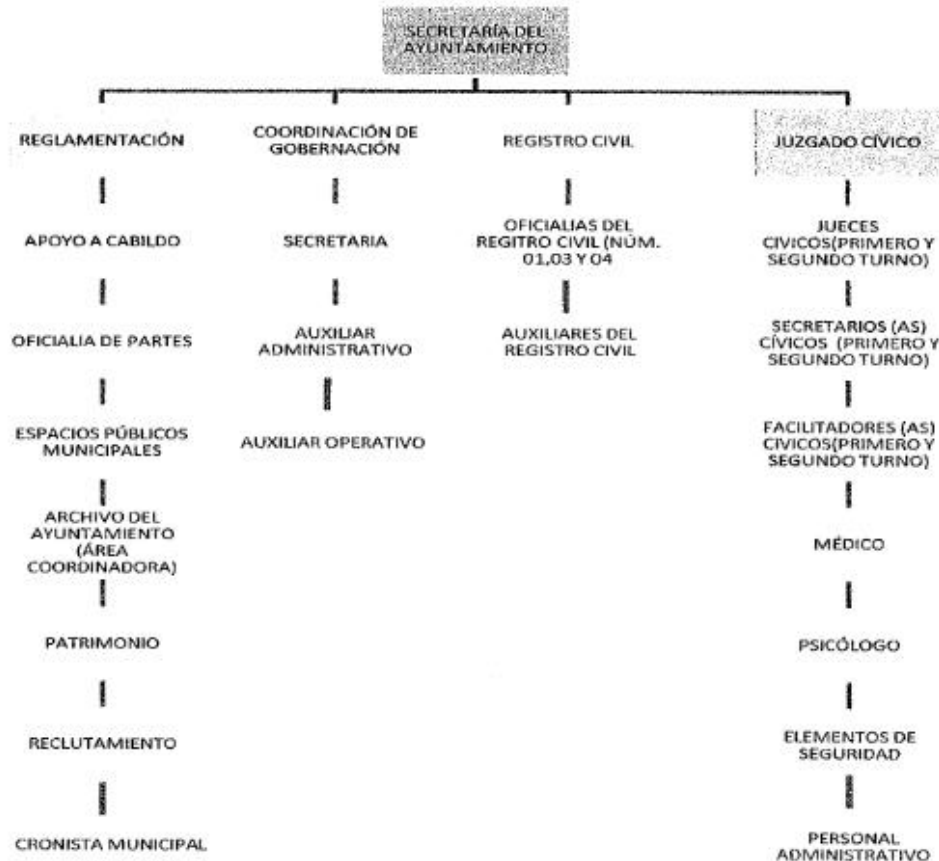 SECRETARÍA DEL
AYUNTAMIENTO
REGLAMENTACIÓN
APOYO A CABILDO
OFICIALIA DE PARTES
ESPACIOS PÚBLICOS
MUNICIPALES
ARCHIVO DEL
AYUNTAMIENTO
(ÁREA
COORDINADORA)
PATRIMONIO
RECLUTAMIENTO
CRONISTA MUNICIPAL
COORDINACIÓN DE
GOBERNACIÓN
SECRETARIA
AUXILIAR
ADMINISTRATIVO
AUXILIAR OPERATIVO
REGISTRO CIVIL
OFICIALIAS DEL
REGITRO CIVIL (NÚM.
01,03 Y 04
AUXILIARES DEL
REGISTRO CIVIL
JUZGADO CÍVICO
JUECES
CIVICOS(PRIMERO Y
SEGUNDO TURNO)
SECRETARIOS (AS)
CÍVICOS (PRIMERO Y
SEGUNDO TURNO)
FACILITADORES (AS)
CIVICOS(PRIMERO Y
SEGUNDO TURNO)
MÉDICO
PSICÓLOGO
ELEMENTOS DE
SEGURIDAD
PERSONAL
ADMINISTRATIVO